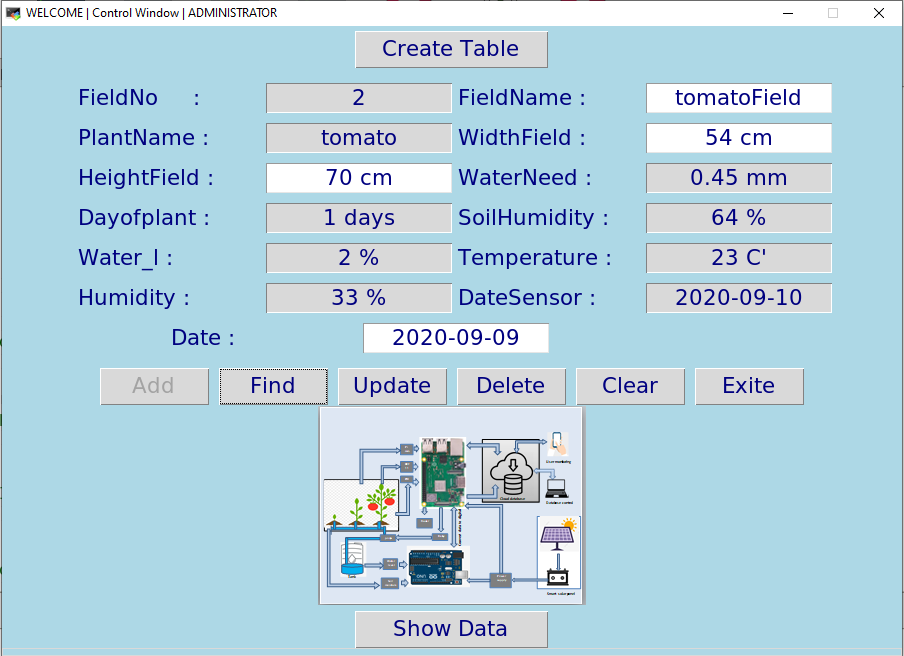 WELCOME | Control Window | ADMINISTRATOR
Create Table
FieldNo : 2 FieldName : tomatoField
PlantName : tomato WidthField : 54 cm
HeightField : 70 cm WaterNeed : 0.45 mm
Dayofplant : 1 days SoilHumidity : 64 %
Water_l : 2 % Temperature : 23 C'
Humidity : 33 % DateSensor : 2020-09-10
Date : 2020-09-09
Add Find Update Delete Clear Exite
Cloud database
Show Data